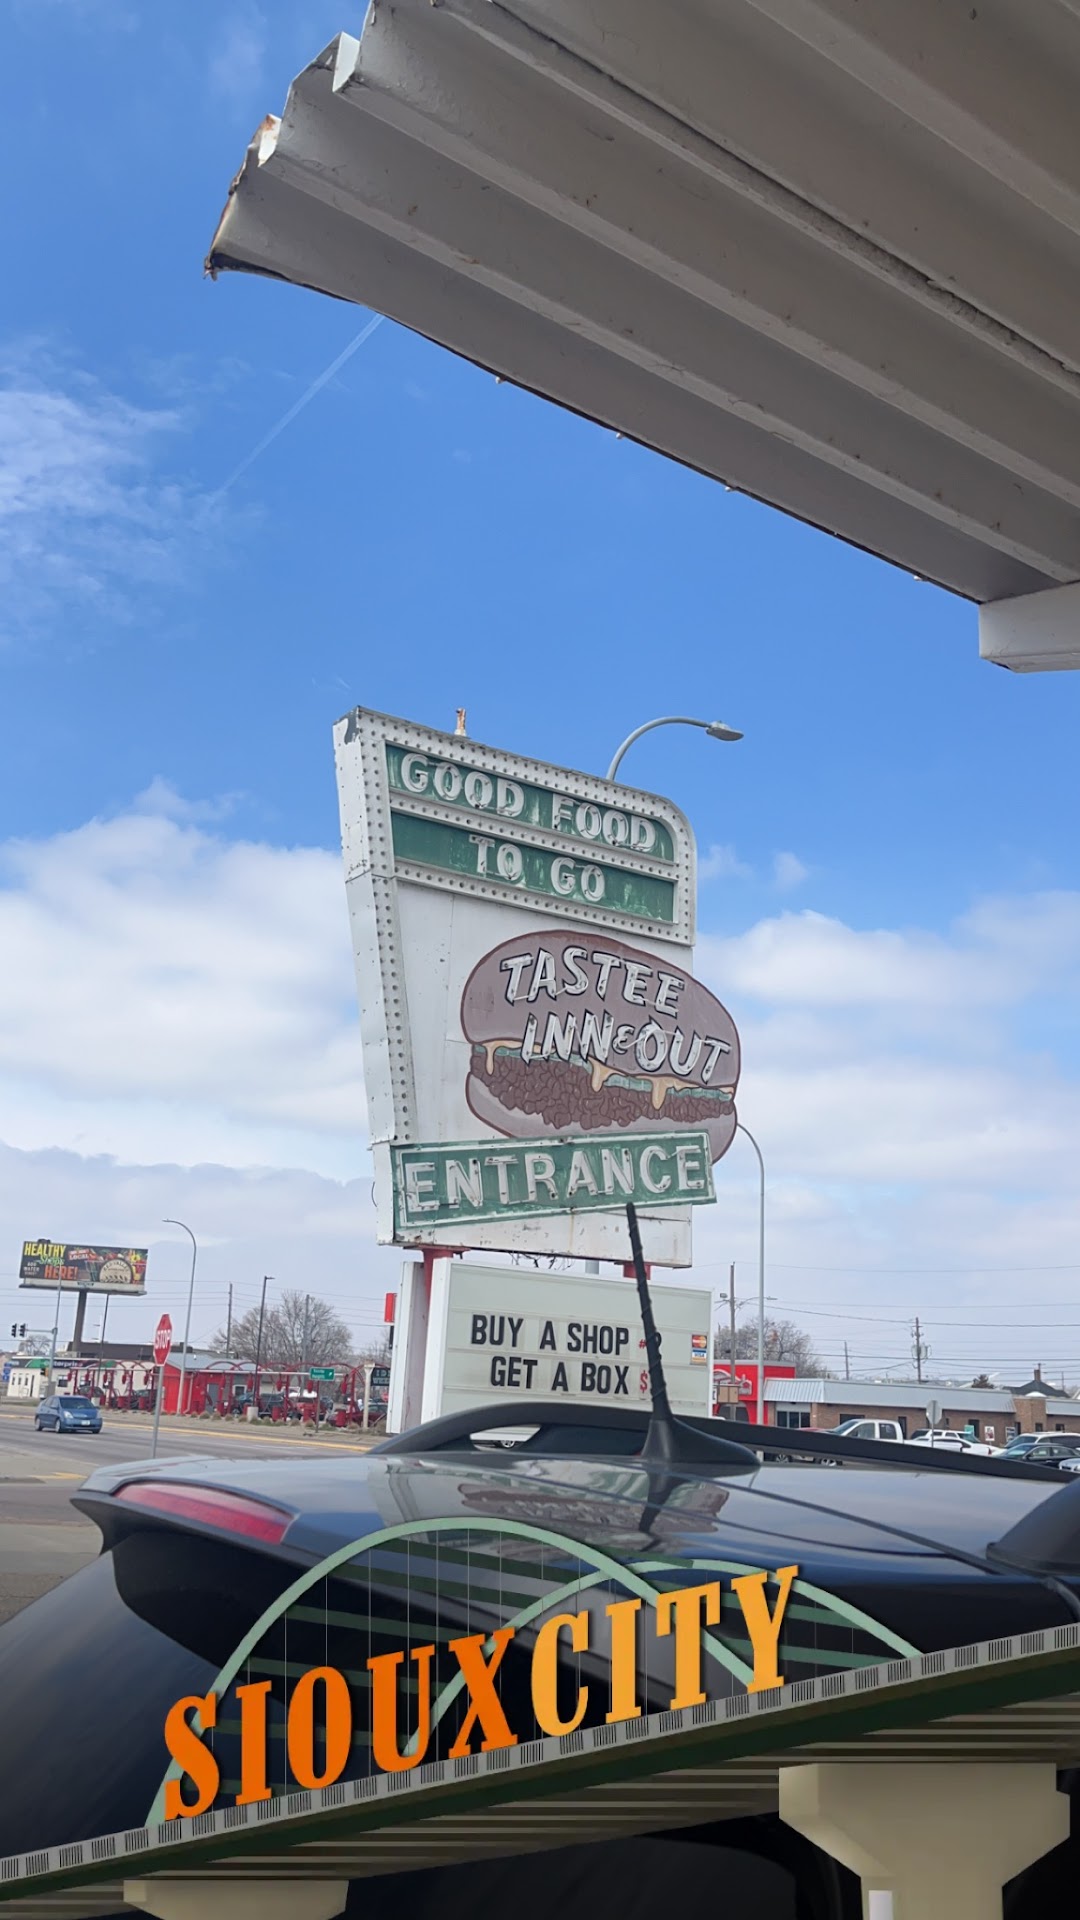 GOOD FOOD
TO GO
TASTEE
INN & OUT
ENTRANCE
HEALTHY
HERE!
STOP
BUY A SHOP
GET A BOX $
SIOUXCITY